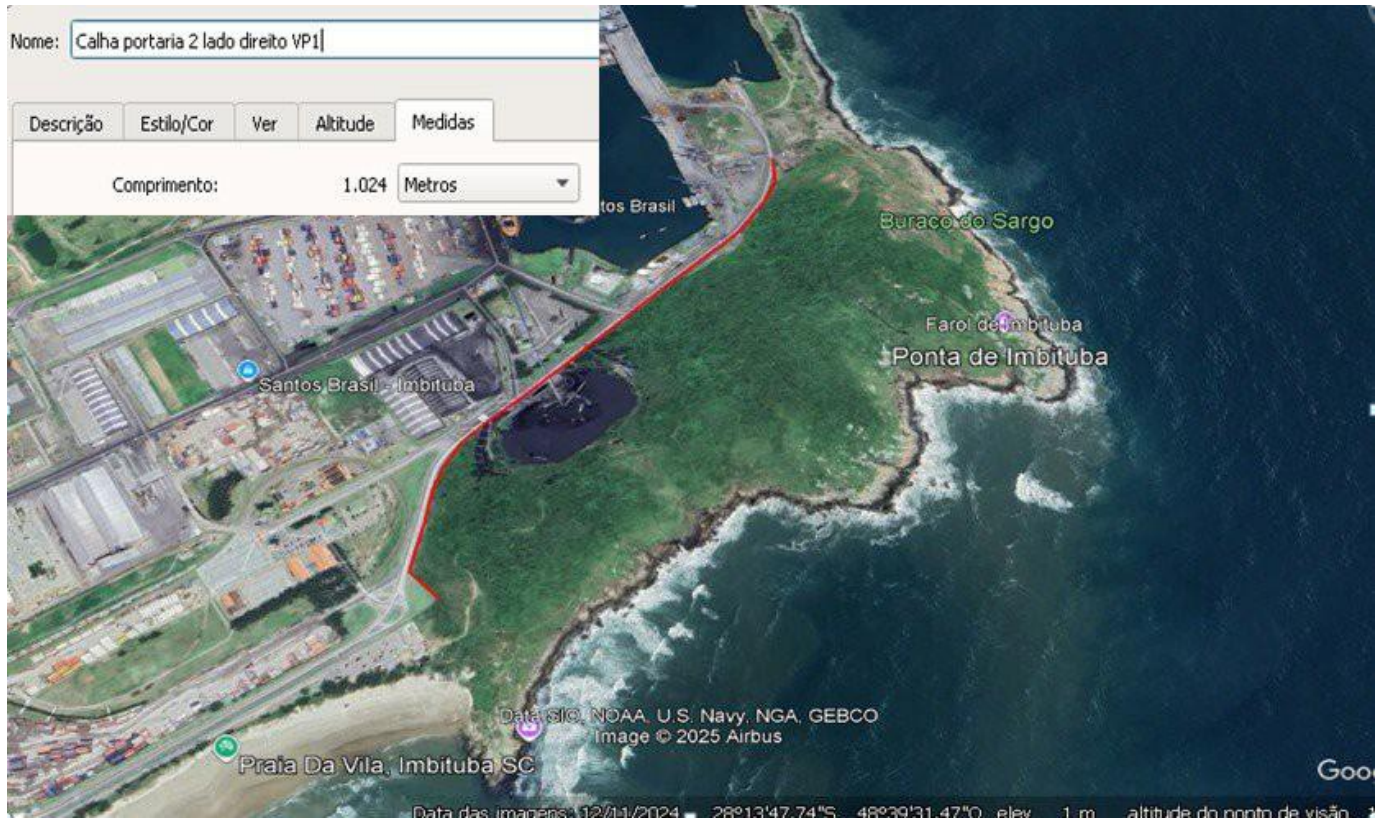 Nome: Calha portaria 2 lado direito VP1
Descrição Estilo/Cor Ver Altitude Medidas
Comprimento: 1.024 Metros
tos Brasil
Buraco do Sargo
Farol de Imbituba
Ponta de Imbituba
Santos Brasil - Imbituba
Data SIO, NOAA, U.S. Navy, NGA, GEBCO
Image © 2025 Airbus
Praia Da Vila, Imbituba SC
Goo
Data das imagens: 12/11/2024 28°13'47.74"S 48°39'31.47"O elev 1 m altitude do ponto de visão 1